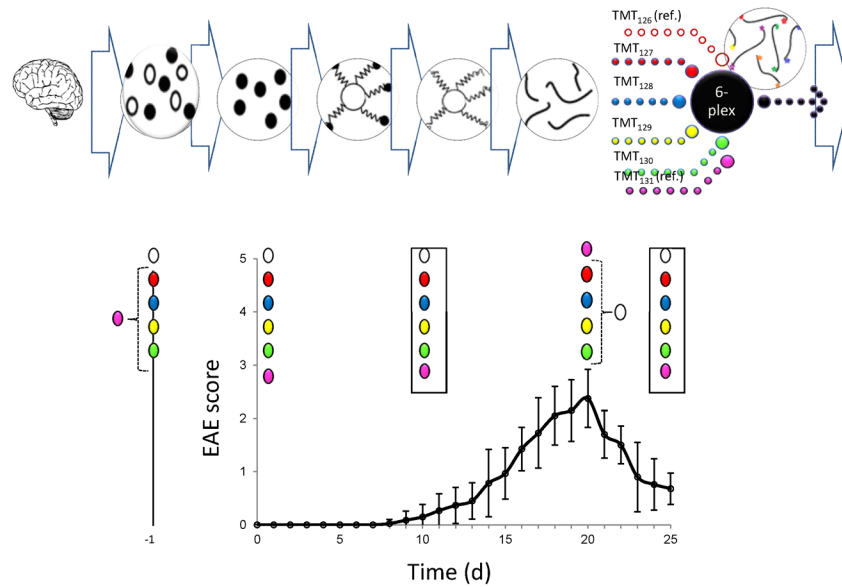 TMT126 (ref.)
TMT127
TMT128
TMT129
TMT130
TMT131 (ref.)
6-
plex
5
4
3
2
1
0
EAE score
-1
0
5
10
15
20
25
Time (d)